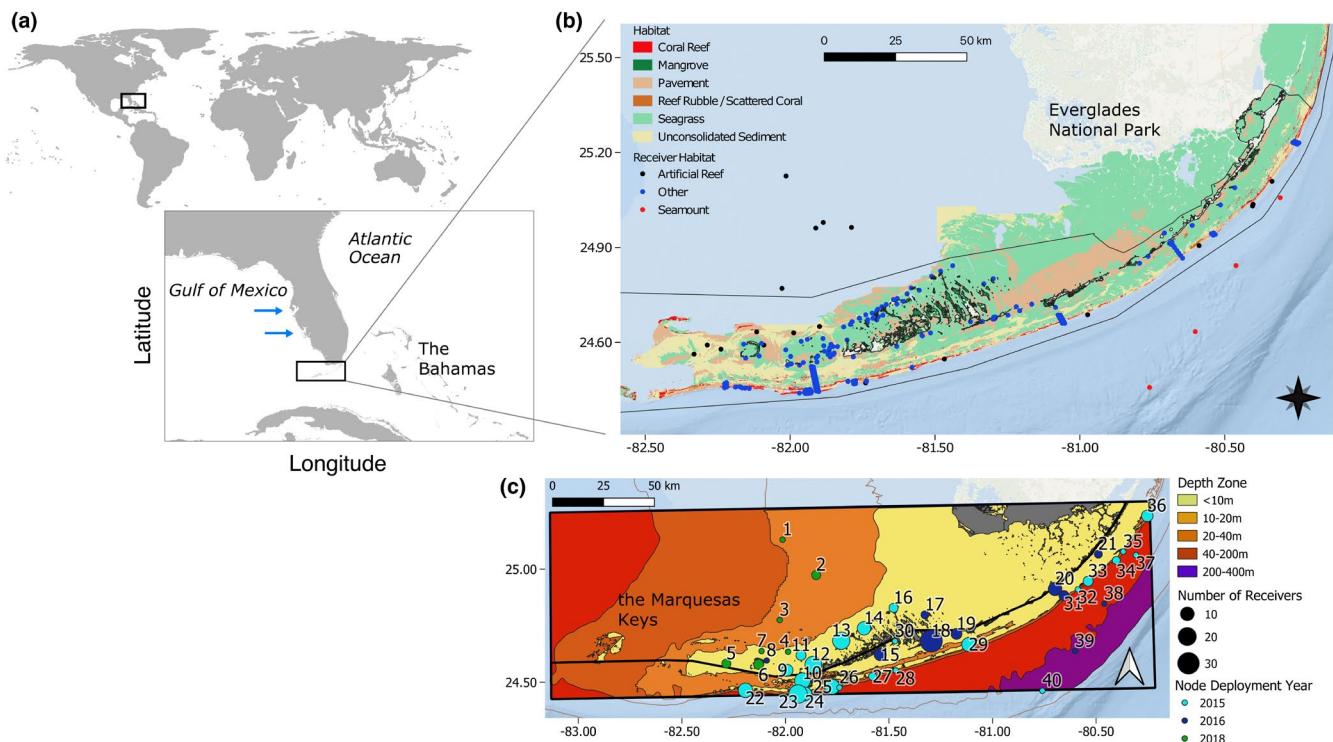 (a)
Latitude
Gulf of Mexico
Atlantic
Ocean
The
Bahamas
Longitude
(b)
Habitat
Coral Reef
Mangrove
Pavement
Reef Rubble / Scattered Coral
Seagrass
Unconsolidated Sediment
Receiver Habitat
Artificial Reef
Other
Seamount
0 25 50 km
Everglades
National Park
25.50
25.20
24.90
24.60
-82.50 -82.00 -81.50 -81.00 -80.50
(c)
0 25 50 km
the Marquesas
Keys
25.00
24.50
1
2
3
4
5
6
7
8
9
10
11
12
13
14
15
16
17
18
19
20
21
22
23
24
25
26
27
28
29
30
31
32
33
34
35
36
37
38
39
40
-83.00 -82.50 -82.00 -81.50 -81.00 -80.50
Depth Zone
<10m
10-20m
20-40m
40-200m
200-400m
Number of Receivers
10
20
30
Node Deployment Year
2015
2016
2018